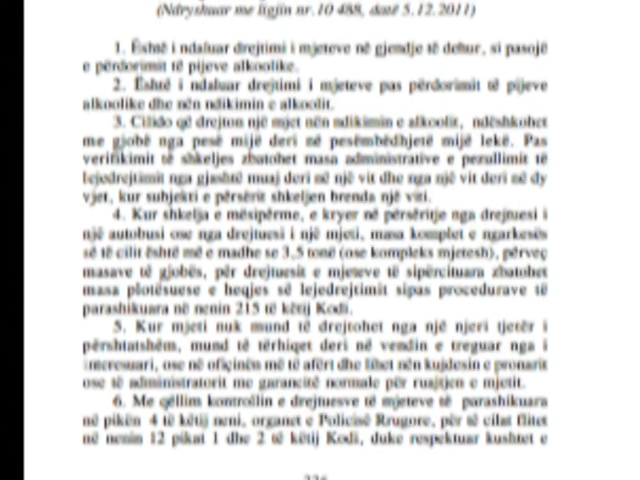 (Ndryshuar me ligjin nr.10 488, datë 5.12.2011)
1. Është i ndaluar drejtimi i mjeteve në gjendje të dehur, si pasojë
e përdorimit të pijeve alkoolike.
2. Është i ndaluar drejtimi i mjeteve pas përdorimit të pijeve
alkoolike dhe nën ndikimin e alkoolit.
3. Cilido që drejton një mjet nën ndikimin e alkoolit, ndëshkohet
me gjobë nga pesë mijë deri në pesëmbëdhjetë mijë lekë. Pas
verifikimit të shkeljes zbatohet masa administrative e pezullimit të
lejedrejtimit nga gjashtë muaj deri në një vit dhe nga një vit deri në dy
vjet, kur subjekti e përsërit shkeljen brenda një viti.
4. Kur shkelja e mësipërme, e kryer në përsëritje nga drejtuesi i
një autobusi ose nga drejtuesi i një mjeti, masa komplet e ngarkesës
së të cilit është më e madhe se 3,5 tonë (ose kompleks mjetesh), përveç
masave të gjobës, për drejtuesit e mjeteve të sipërcituara zbatohet
masa plotësuese e heqjes së lejedrejtimit sipas procedurave të
parashikuara në nenin 215 të këtij Kodi.
5. Kur mjeti nuk mund të drejtohet nga një njeri tjetër i
përshtatshëm, mund të tërhiqet deri në vendin e treguar nga i
interesuari, ose në oficinën më të afërt dhe lihet nën kujdesin e pronarit
ose të administratorit me garancitë normale për ruajtjen e mjetit.
6. Me qëllim kontrollin e drejtuesve të mjeteve të parashikuara
në pikën 4 të këtij neni, organet e Policisë Rrugore, për të cilat flitet
në nenin 12 pikat 1 dhe 2 të këtij Kodi, duke respektuar kushtet e